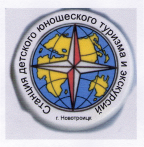 Станция детского юношеского туризма и экскурсий
г. Новотроицк